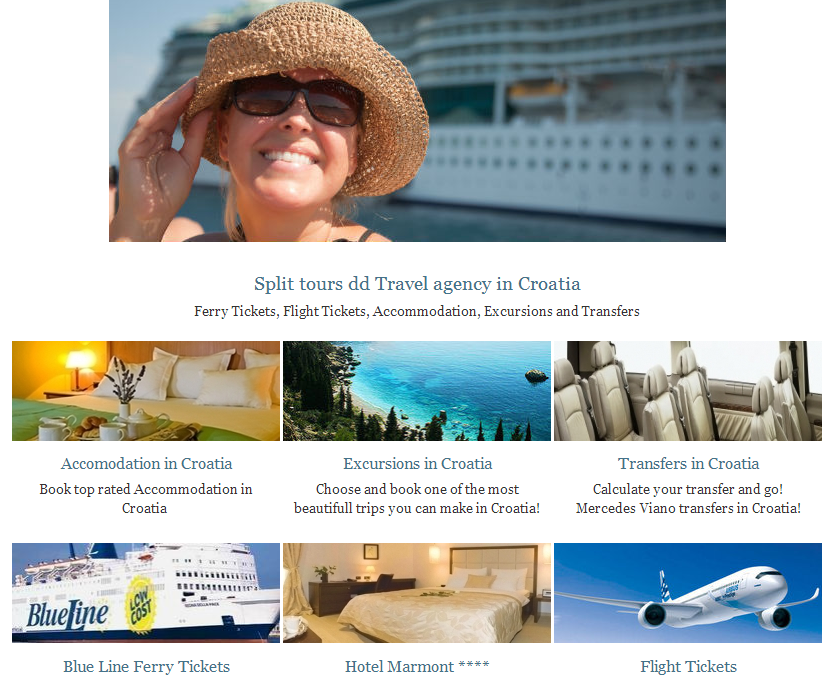 Split tours dd Travel agency in Croatia
Ferry Tickets, Flight Tickets, Accommodation, Excursions and Transfers
Accomodation in Croatia
Book top rated Accommodation in
Croatia
Excursions in Croatia
Choose and book one of the most
beautifull trips you can make in Croatia!
Transfers in Croatia
Calculate your transfer and go!
Mercedes Viano transfers in Croatia!
BlueLine
LOW
COST
AIRBUS
Blue Line Ferry Tickets
Hotel Marmont ****
Flight Tickets